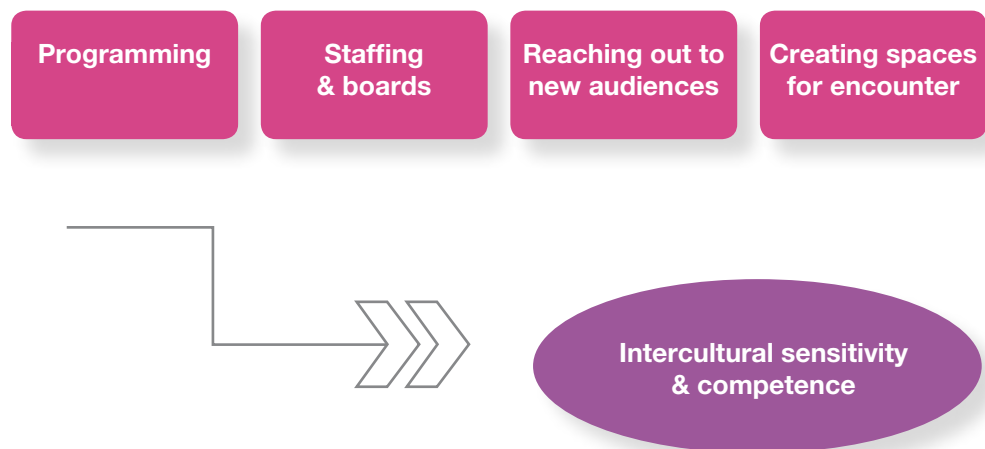 Programming
Staffing
& boards
Reaching out to
new audiences
Creating spaces
for encounter
Intercultural sensitivity
& competence